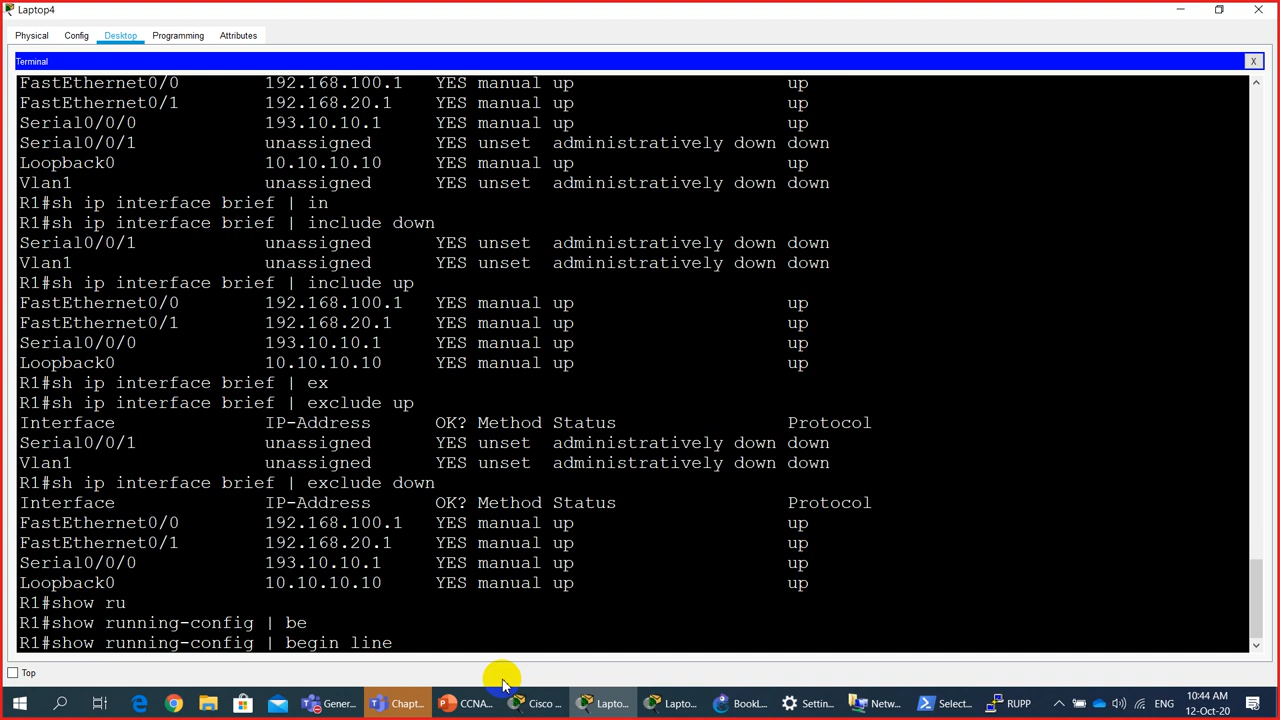 Laptop4
Physical Config Desktop Programming Attributes
Terminal X
FastEthernet0/0 192.168.100.1 YES manual up up
FastEthernet0/1 192.168.20.1 YES manual up up
Serial0/0/0 193.10.10.1 YES manual up up
Serial0/0/1 unassigned YES unset administratively down down
Loopback0 10.10.10.10 YES manual up up
Vlan1 unassigned YES unset administratively down down
R1#sh ip interface brief | in
R1#sh ip interface brief | include down
Serial0/0/1 unassigned YES unset administratively down down
Vlan1 unassigned YES unset administratively down down
R1#sh ip interface brief | include up
FastEthernet0/0 192.168.100.1 YES manual up up
FastEthernet0/1 192.168.20.1 YES manual up up
Serial0/0/0 193.10.10.1 YES manual up up
Loopback0 10.10.10.10 YES manual up up
R1#sh ip interface brief | ex
R1#sh ip interface brief | exclude up
Interface IP-Address OK? Method Status Protocol
Serial0/0/1 unassigned YES unset administratively down down
Vlan1 unassigned YES unset administratively down down
R1#sh ip interface brief | exclude down
Interface IP-Address OK? Method Status Protocol
FastEthernet0/0 192.168.100.1 YES manual up up
FastEthernet0/1 192.168.20.1 YES manual up up
Serial0/0/0 193.10.10.1 YES manual up up
Loopback0 10.10.10.10 YES manual up up
R1#show ru
R1#show running-config | be
R1#show running-config | begin line
Top
Gener... Chapt... CCNA... Cisco ... Lapto... Lapto... BookL... Settin... Netw... Select... RUPP ENG 10:44 AM
12-Oct-20